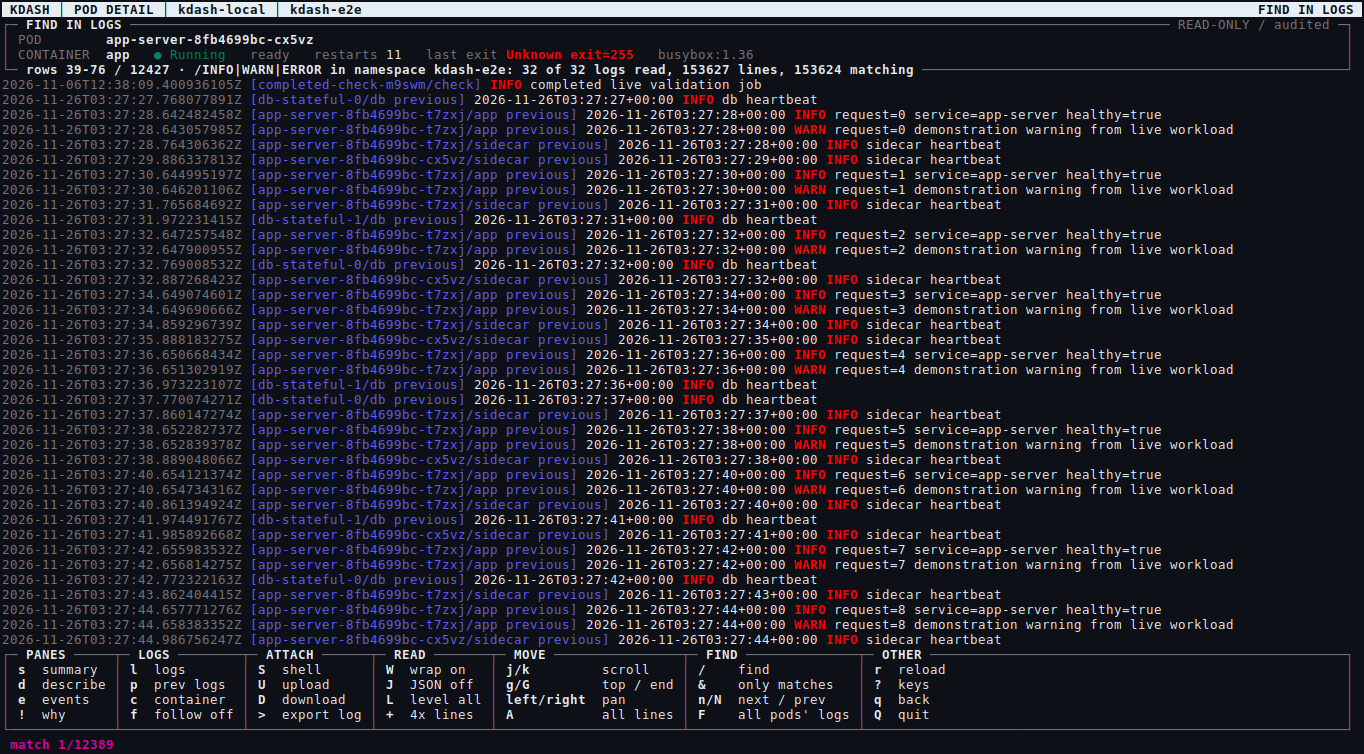 KDASH │ POD DETAIL │ kdash-local │ kdash-e2e FIND IN LOGS
FIND IN LOGS READ-ONLY / audited
POD app-server-8fb4699bc-cx5vz
CONTAINER app ● Running ready restarts 11 last exit Unknown exit=255 busybox:1.36
rows 39-76 / 12427 · /INFO|WARN|ERROR in namespace kdash-e2e: 32 of 32 logs read, 153627 lines, 153624 matching
2026-11-06T12:38:09.400936105Z [completed-check-m9swm/check] INFO completed live validation job
2026-11-26T03:27:27.768077891Z [db-stateful-0/db previous] 2026-11-26T03:27:27+00:00 INFO db heartbeat
2026-11-26T03:27:28.642482458Z [app-server-8fb4699bc-t7zxj/app previous] 2026-11-26T03:27:28+00:00 INFO request=0 service=app-server healthy=true
2026-11-26T03:27:28.643057985Z [app-server-8fb4699bc-t7zxj/app previous] 2026-11-26T03:27:28+00:00 WARN request=0 demonstration warning from live workload
2026-11-26T03:27:28.764306362Z [app-server-8fb4699bc-t7zxj/sidecar previous] 2026-11-26T03:27:28+00:00 INFO sidecar heartbeat
2026-11-26T03:27:29.886337813Z [app-server-8fb4699bc-cx5vz/sidecar previous] 2026-11-26T03:27:29+00:00 INFO sidecar heartbeat
2026-11-26T03:27:30.644995197Z [app-server-8fb4699bc-t7zxj/app previous] 2026-11-26T03:27:30+00:00 INFO request=1 service=app-server healthy=true
2026-11-26T03:27:30.646201106Z [app-server-8fb4699bc-t7zxj/app previous] 2026-11-26T03:27:30+00:00 WARN request=1 demonstration warning from live workload
2026-11-26T03:27:31.765684692Z [app-server-8fb4699bc-t7zxj/sidecar previous] 2026-11-26T03:27:31+00:00 INFO sidecar heartbeat
2026-11-26T03:27:31.972231415Z [db-stateful-1/db previous] 2026-11-26T03:27:31+00:00 INFO db heartbeat
2026-11-26T03:27:32.647257548Z [app-server-8fb4699bc-t7zxj/app previous] 2026-11-26T03:27:32+00:00 INFO request=2 service=app-server healthy=true
2026-11-26T03:27:32.647900955Z [app-server-8fb4699bc-t7zxj/app previous] 2026-11-26T03:27:32+00:00 WARN request=2 demonstration warning from live workload
2026-11-26T03:27:32.769008532Z [db-stateful-0/db previous] 2026-11-26T03:27:32+00:00 INFO db heartbeat
2026-11-26T03:27:32.887268423Z [app-server-8fb4699bc-cx5vz/sidecar previous] 2026-11-26T03:27:32+00:00 INFO sidecar heartbeat
2026-11-26T03:27:34.649074601Z [app-server-8fb4699bc-t7zxj/app previous] 2026-11-26T03:27:34+00:00 INFO request=3 service=app-server healthy=true
2026-11-26T03:27:34.649690666Z [app-server-8fb4699bc-t7zxj/app previous] 2026-11-26T03:27:34+00:00 WARN request=3 demonstration warning from live workload
2026-11-26T03:27:34.859296739Z [app-server-8fb4699bc-t7zxj/sidecar previous] 2026-11-26T03:27:34+00:00 INFO sidecar heartbeat
2026-11-26T03:27:35.888183275Z [app-server-8fb4699bc-cx5vz/sidecar previous] 2026-11-26T03:27:35+00:00 INFO sidecar heartbeat
2026-11-26T03:27:36.650068434Z [app-server-8fb4699bc-t7zxj/app previous] 2026-11-26T03:27:36+00:00 INFO request=4 service=app-server healthy=true
2026-11-26T03:27:36.651302919Z [app-server-8fb4699bc-t7zxj/app previous] 2026-11-26T03:27:36+00:00 WARN request=4 demonstration warning from live workload
2026-11-26T03:27:36.973223107Z [db-stateful-1/db previous] 2026-11-26T03:27:36+00:00 INFO db heartbeat
2026-11-26T03:27:37.770074271Z [db-stateful-0/db previous] 2026-11-26T03:27:37+00:00 INFO db heartbeat
2026-11-26T03:27:37.860147274Z [app-server-8fb4699bc-t7zxj/sidecar previous] 2026-11-26T03:27:37+00:00 INFO sidecar heartbeat
2026-11-26T03:27:38.652282737Z [app-server-8fb4699bc-t7zxj/app previous] 2026-11-26T03:27:38+00:00 INFO request=5 service=app-server healthy=true
2026-11-26T03:27:38.652839378Z [app-server-8fb4699bc-t7zxj/app previous] 2026-11-26T03:27:38+00:00 WARN request=5 demonstration warning from live workload
2026-11-26T03:27:38.889048066Z [app-server-8fb4699bc-cx5vz/sidecar previous] 2026-11-26T03:27:38+00:00 INFO sidecar heartbeat
2026-11-26T03:27:40.654121374Z [app-server-8fb4699bc-t7zxj/app previous] 2026-11-26T03:27:40+00:00 INFO request=6 service=app-server healthy=true
2026-11-26T03:27:40.654734316Z [app-server-8fb4699bc-t7zxj/app previous] 2026-11-26T03:27:40+00:00 WARN request=6 demonstration warning from live workload
2026-11-26T03:27:40.861394924Z [app-server-8fb4699bc-t7zxj/sidecar previous] 2026-11-26T03:27:40+00:00 INFO sidecar heartbeat
2026-11-26T03:27:41.974491767Z [db-stateful-1/db previous] 2026-11-26T03:27:41+00:00 INFO db heartbeat
2026-11-26T03:27:41.985892668Z [app-server-8fb4699bc-cx5vz/sidecar previous] 2026-11-26T03:27:41+00:00 INFO sidecar heartbeat
2026-11-26T03:27:42.655983532Z [app-server-8fb4699bc-t7zxj/app previous] 2026-11-26T03:27:42+00:00 INFO request=7 service=app-server healthy=true
2026-11-26T03:27:42.656814275Z [app-server-8fb4699bc-t7zxj/app previous] 2026-11-26T03:27:42+00:00 WARN request=7 demonstration warning from live workload
2026-11-26T03:27:42.772322163Z [db-stateful-0/db previous] 2026-11-26T03:27:42+00:00 INFO db heartbeat
2026-11-26T03:27:43.862404415Z [app-server-8fb4699bc-t7zxj/sidecar previous] 2026-11-26T03:27:43+00:00 INFO sidecar heartbeat
2026-11-26T03:27:44.657771276Z [app-server-8fb4699bc-t7zxj/app previous] 2026-11-26T03:27:44+00:00 INFO request=8 service=app-server healthy=true
2026-11-26T03:27:44.658383352Z [app-server-8fb4699bc-t7zxj/app previous] 2026-11-26T03:27:44+00:00 WARN request=8 demonstration warning from live workload
2026-11-26T03:27:44.986756247Z [app-server-8fb4699bc-cx5vz/sidecar previous] 2026-11-26T03:27:44+00:00 INFO sidecar heartbeat
PANES LOGS ATTACH READ MOVE FIND OTHER
s summary l logs S shell W wrap on j/k scroll / find r reload
d describe p prev logs U upload J JSON off g/G top / end & only matches ? keys
e events c container D download L level all left/right pan n/N next / prev q back
! why f follow off > export log + 4x lines A all lines F all pods' logs Q quit
match 1/12389